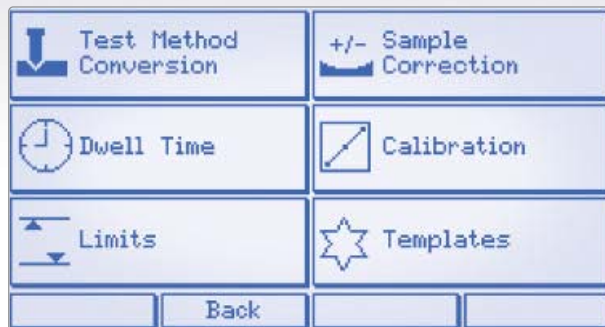 Test Method
Conversion
+/- Sample
Correction
Dwell Time
Calibration
Limits
Templates
Back